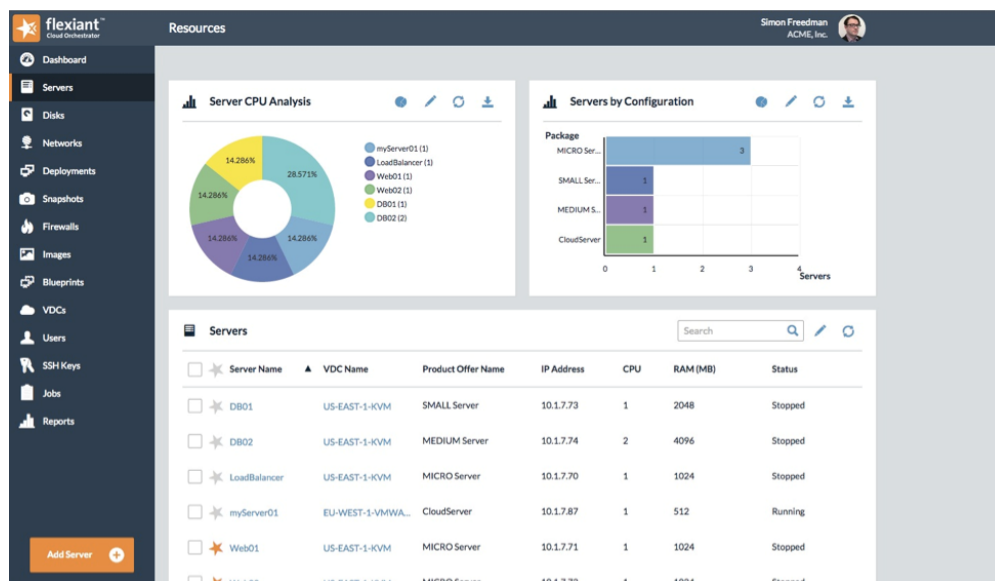 flexiant™
Cloud Orchestrator
Resources
Simon Freedman
ACME, Inc.
Dashboard
Servers
Disks
Networks
Deployments
Snapshots
Firewalls
Images
Blueprints
VDCs
Users
SSH Keys
Jobs
Reports
Add Server
Server CPU Analysis
14.286%
28.571%
14.286%
14.286%
14.286%
14.286%
myServer01 (1)
LoadBalancer (1)
Web01 (1)
Web02 (1)
DB01 (1)
DB02 (2)
Servers by Configuration
Package
MICRO Ser... 3
SMALL Ser... 1
MEDIUM S... 1
CloudServer 1
0 1 2 3 4
Servers
Servers
Search
Server Name ▲ VDC Name Product Offer Name IP Address CPU RAM (MB) Status
DB01 US-EAST-1-KVM SMALL Server 10.1.7.73 1 2048 Stopped
DB02 US-EAST-1-KVM MEDIUM Server 10.1.7.74 2 4096 Stopped
LoadBalancer US-EAST-1-KVM MICRO Server 10.1.7.70 1 1024 Stopped
myServer01 EU-WEST-1-VMWA... CloudServer 10.1.7.87 1 512 Running
Web01 US-EAST-1-KVM MICRO Server 10.1.7.71 1 1024 Stopped